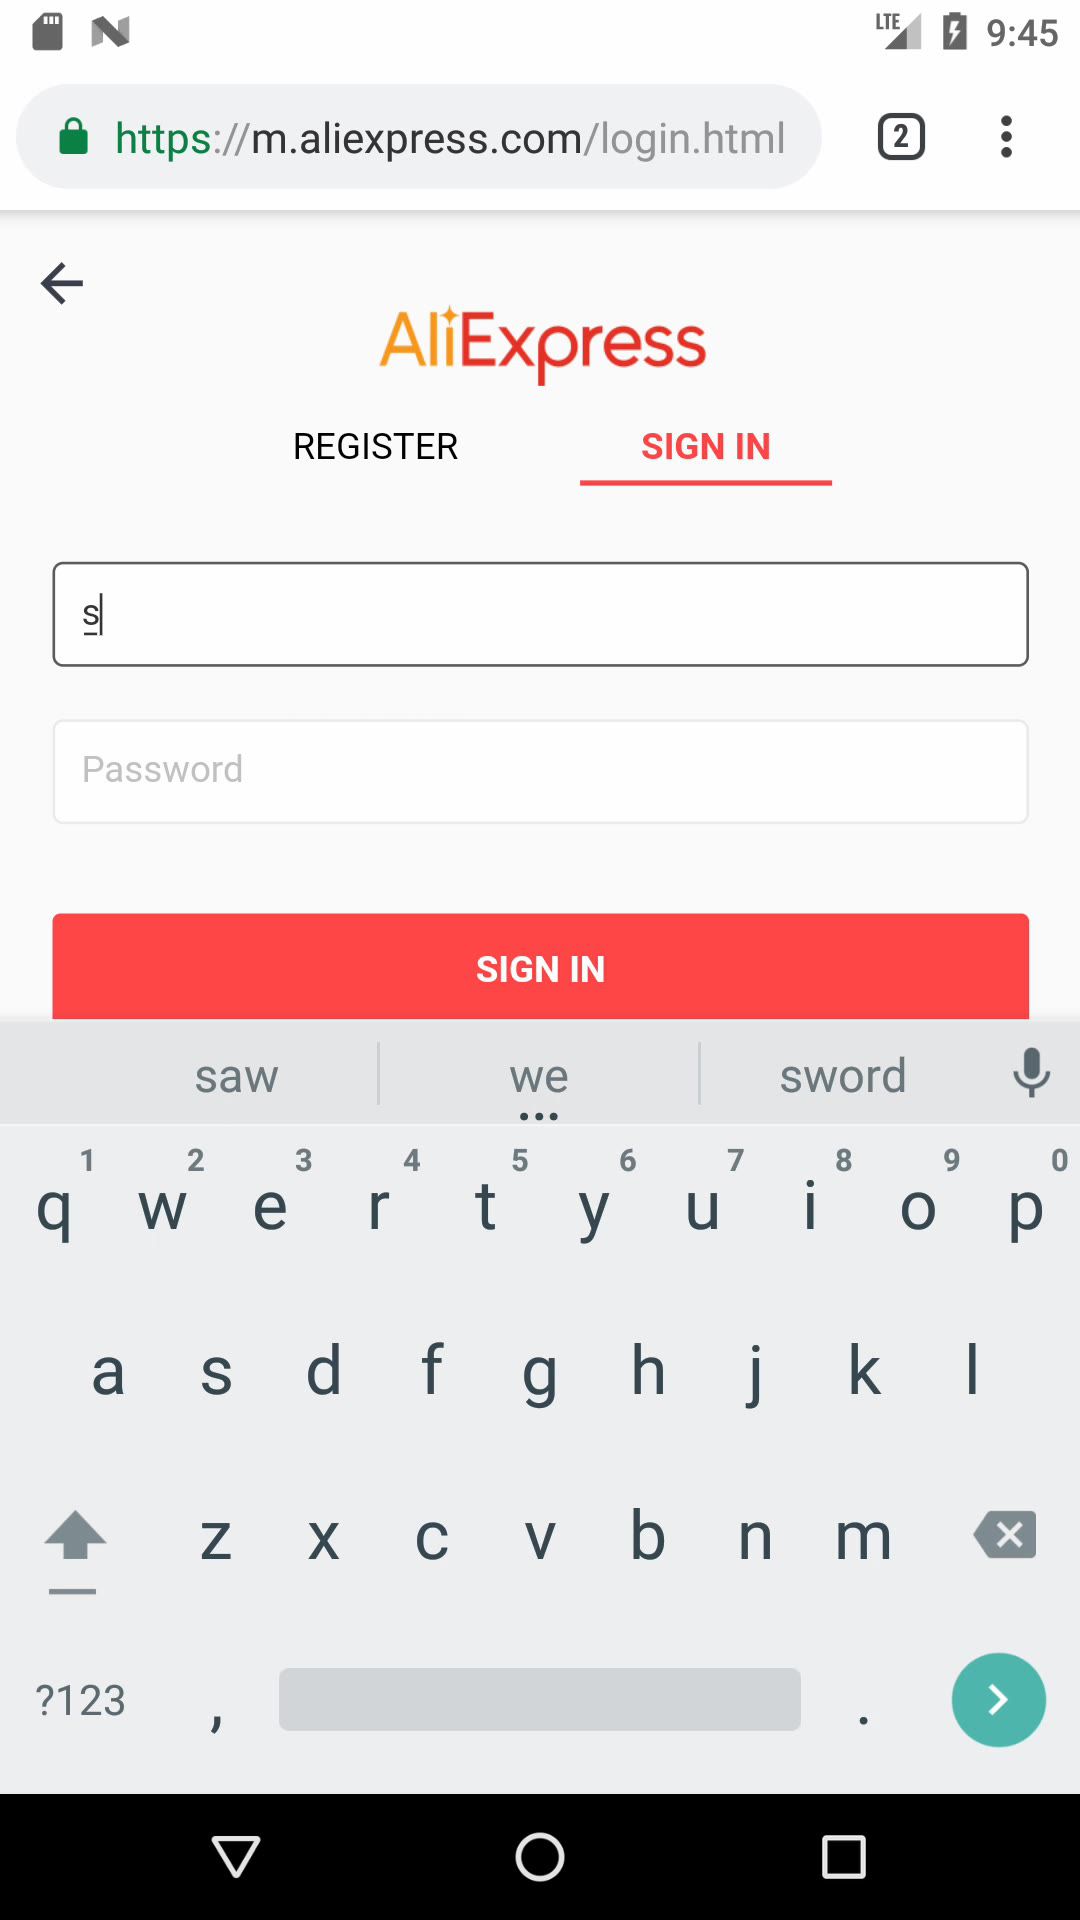 LTE 9:45
https://m.aliexpress.com/login.html 2
AliExpress
REGISTER SIGN IN
s
Password
SIGN IN
saw we sword
1 2 3 4 5 6 7 8 9 0
q w e r t y u i o p
a s d f g h j k l
z x c v b n m
?123 , .